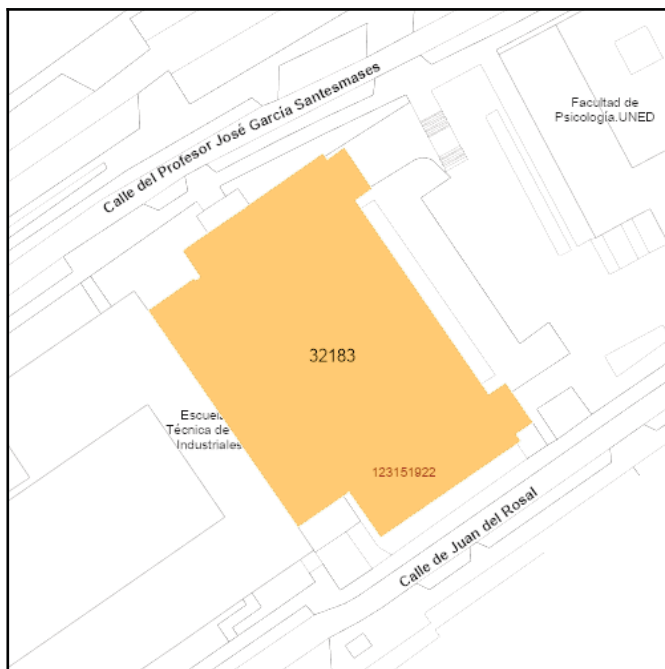 Calle del Profesor José García Santesmases
Facultad de
Psicología.UNED
32183
Técnica de
Industriales
123151922
Calle de Juan del Rosal